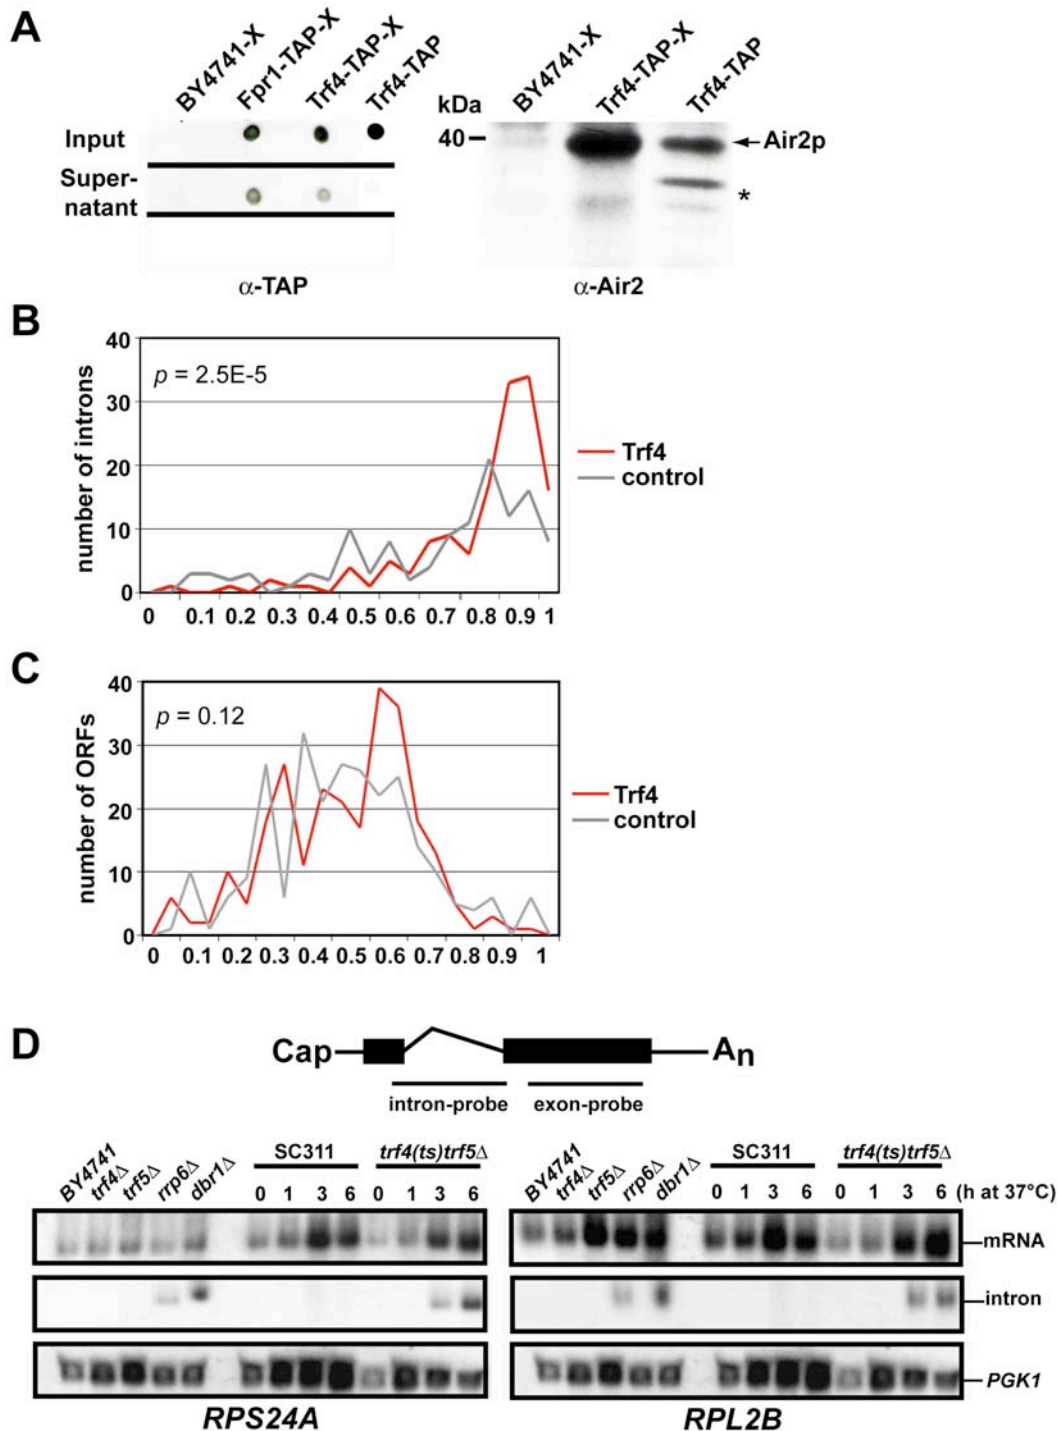 A
BY4741-X
Fpr1-TAP-X
Trf4-TAP-X
Trf4-TAP
Input
Super-
natant
α-TAP
BY4741-X
Trf4-TAP-X
Trf4-TAP
kDa
40
Air2p
*
α-Air2
B
number of introns
40
30
20
10
0
p = 2.5E-5
0 0.1 0.2 0.3 0.4 0.5 0.6 0.7 0.8 0.9 1
Trf4
control
C
number of ORFs
40
30
20
10
0
p = 0.12
0 0.1 0.2 0.3 0.4 0.5 0.6 0.7 0.8 0.9 1
Trf4
control
D
Cap
An
intron-probe exon-probe
BY4741
trf4Δ
trf5Δ
rrp6Δ
dbr1Δ
SC311
trf4(ts)trf5Δ
0 1 3 6 0 1 3 6
RPS24A
BY4741
trf4Δ
trf5Δ
rrp6Δ
dbr1Δ
SC311
trf4(ts)trf5Δ
0 1 3 6 0 1 3 6 (h at 37°C)
mRNA
intron
PGK1
RPL2B